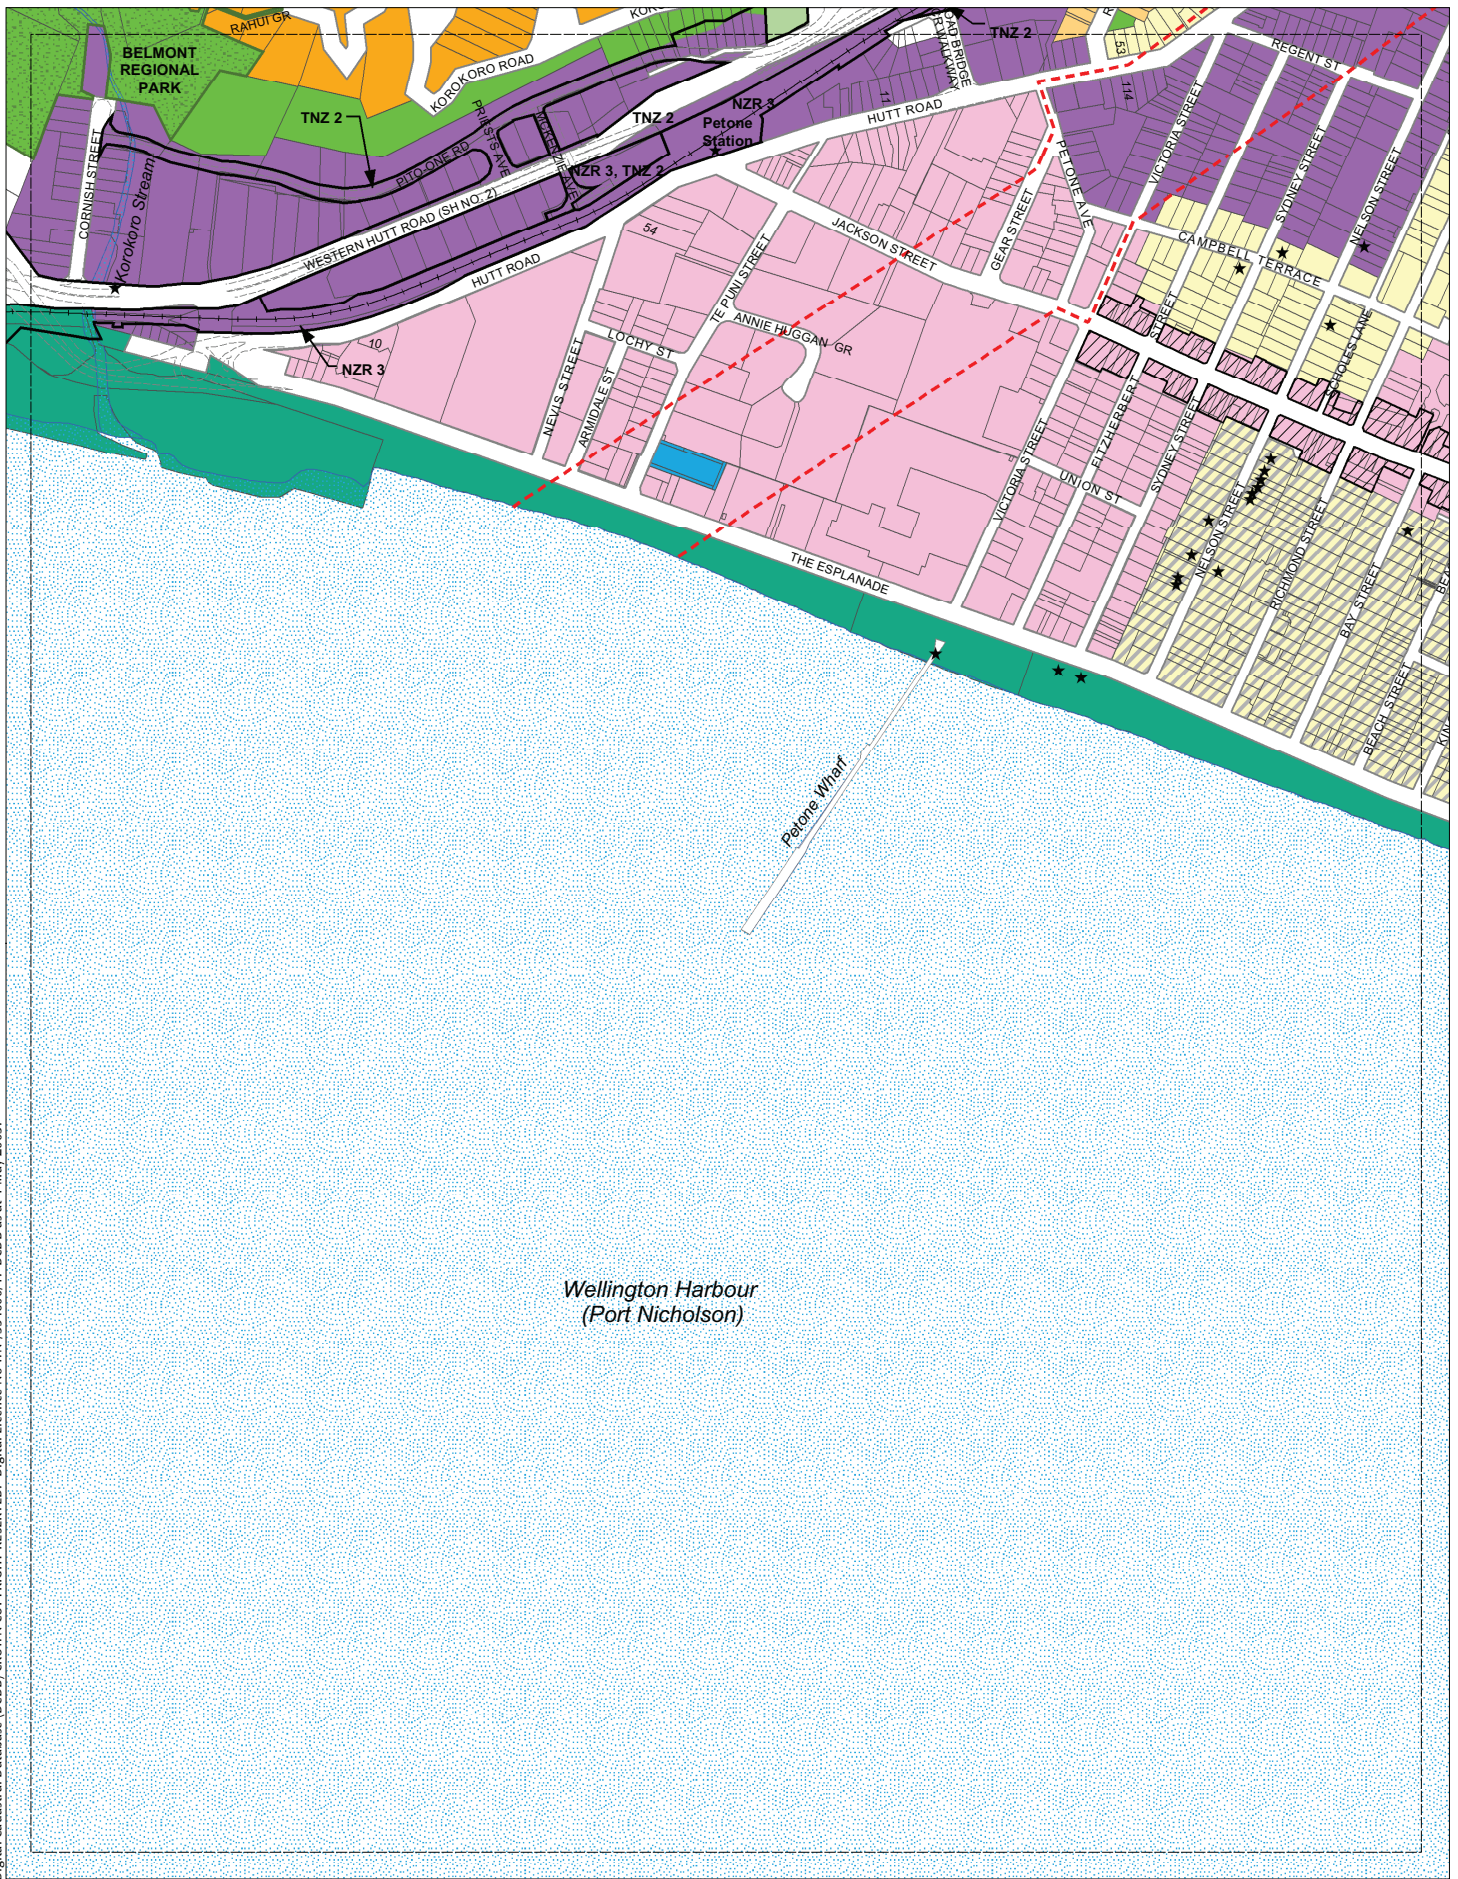 RAHUI GR
BELMONT
REGIONAL
PARK
KOROKORO ROAD
TNZ 2
REGENT ST
53
114
11
HUTT ROAD
NZR 3
Petone
Station
TNZ 2
TNZ 2
PRIESTS AVE
MCKENZIE AVE
PITO-ONE RD
NZR 3, TNZ 2
CORNISH STREET
Korokoro Stream
WESTERN HUTT ROAD (SH NO. 2)
HUTT ROAD
54
JACKSON STREET
GEAR STREET
PETONE AVE
VICTORIA STREET
SYDNEY STREET
NELSON STREET
CAMPBELL TERRACE
TE PUNI STREET
ANNIE HUGGAN GR
LOCHY ST
NEVIS STREET
ARMIDALE ST
10
NZR 3
SCHOLES LANE
FITZHERBERT
STREET
VICTORIA STREET
UNION ST
SYDNEY STREET
NELSON STREET
RICHMOND STREET
BAY STREET
BEACH STREET
THE ESPLANADE
Petone Wharf
Wellington Harbour
(Port Nicholson)